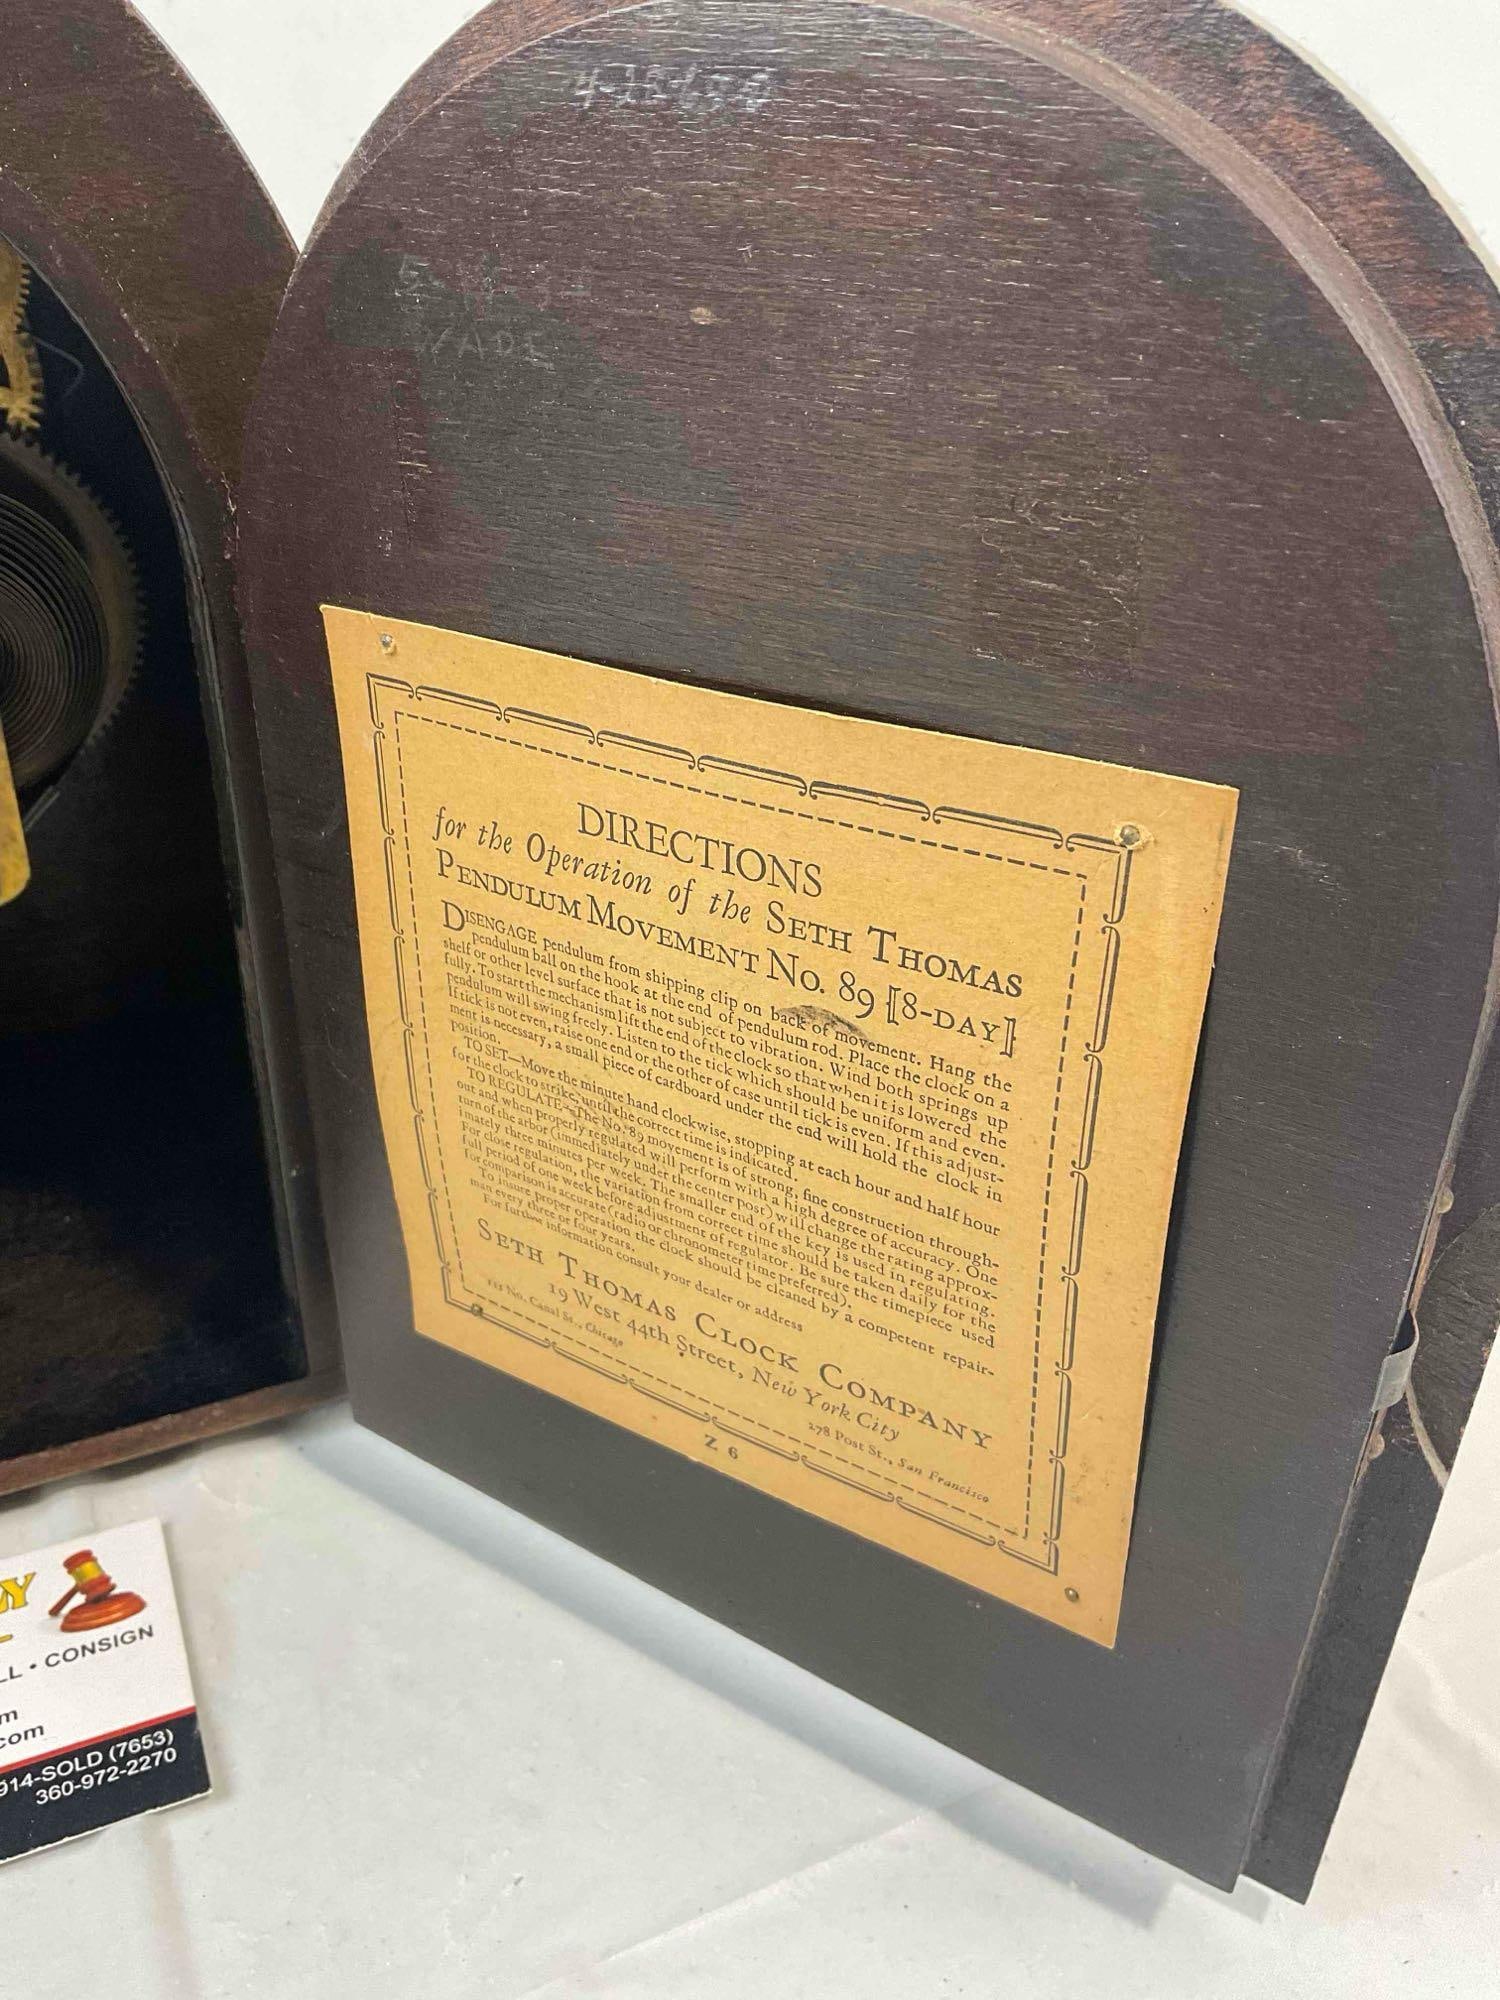 DIRECTIONS
for the Operation of the SETH THOMAS
PENDULUM MOVEMENT No. 89 [8-DAY]
DISENGAGE pendulum from shipping clip on back of movement. Hang the
pendulum ball on the hook at the end of pendulum rod. Place the clock on a
shelf or other level surface that is not subject to vibration. Wind both springs up
fully. To start the mechanism lift the end of the clock so that when it is lowered the
pendulum will swing freely. Listen to the tick which should be uniform and even.
If tick is not even, raise one end or the other of case until tick is even. If this adjust-
ment is necessary, a small piece of cardboard under the end will hold the clock in
position.
TO SET—Move the minute hand clockwise, stopping at each hour and half hour
for the clock to strike, until the correct time is indicated.
TO REGULATE—The No. 89 movement is of strong, fine construction through-
out and when properly regulated will perform with a high degree of accuracy. One
turn of the arbor (immediately under the center post) will change the rating approx-
imately three minutes per week. The smaller end of the key is used in regulating.
For close regulation, the variation from correct time should be taken daily for the
full period of one week before adjustment of regulator. Be sure the timepiece used
for comparison is accurate (radio or chronometer time preferred).
To insure proper operation the clock should be cleaned by a competent repair-
man every three or four years.
For further information consult your dealer or address
SETH THOMAS CLOCK COMPANY
19 West 44th Street, New York City
215 No. Canal St., Chicago 278 Post St., San Francisco
Z 6
LL • CONSIGN
m
com
914-SOLD (7653)
360-972-2270